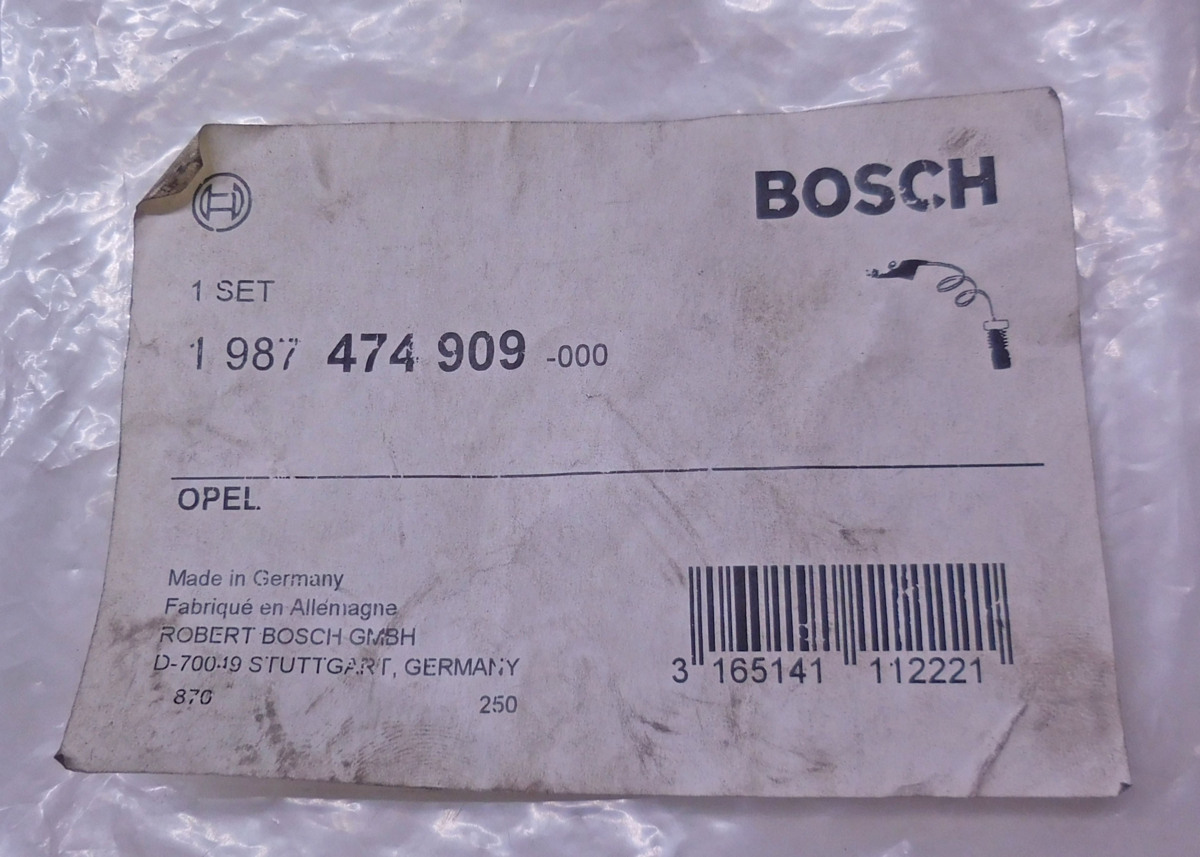 BOSCH
1 SET
1 987 474 909 -000
OPEL
Made in Germany
Fabriqué en Allemagne
ROBERT BOSCH GMBH
D-70049 STUTTGART, GERMANY
870 250
3 165141 112221